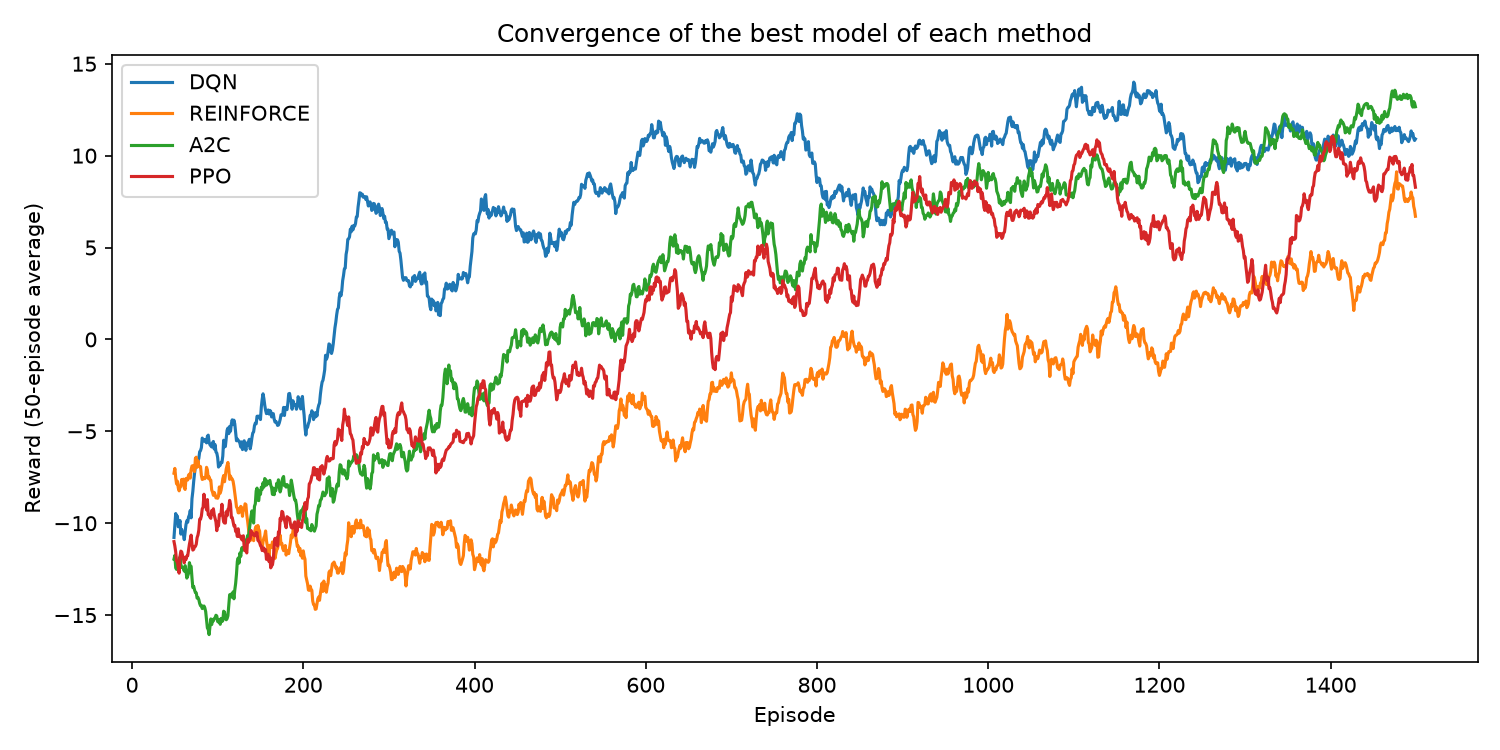 Convergence of the best model of each method
DQN
REINFORCE
A2C
PPO
Reward (50-episode average)
15
10
5
0
−5
−10
−15
0
200
400
600
800
1000
1200
1400
Episode